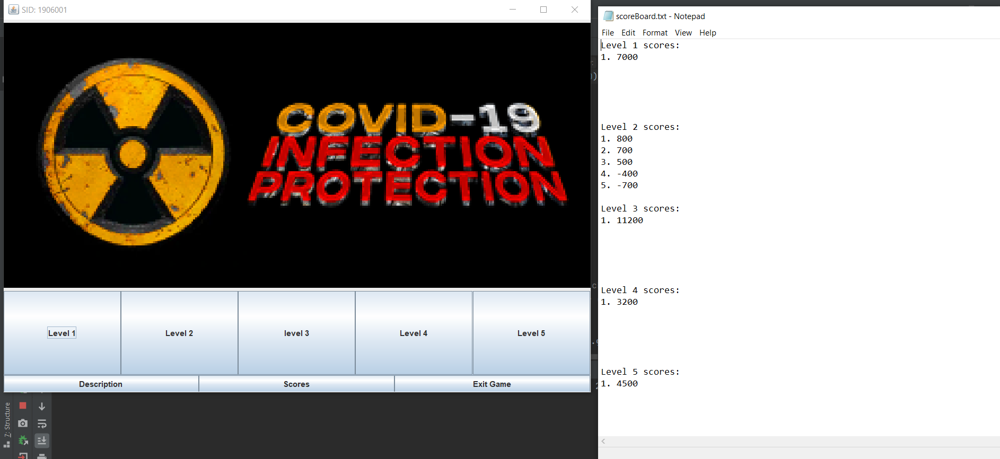 SID: 1906001
COVID-19
INFECTION
PROTECTION
Level 1
Level 2
level 3
Level 4
Level 5
Description
Scores
Exit Game
Z: Structure
scoreBoard.txt - Notepad
File Edit Format View Help
Level 1 scores:
1. 7000
Level 2 scores:
1. 800
2. 700
3. 500
4. -400
5. -700
Level 3 scores:
1. 11200
Level 4 scores:
1. 3200
Level 5 scores:
1. 4500